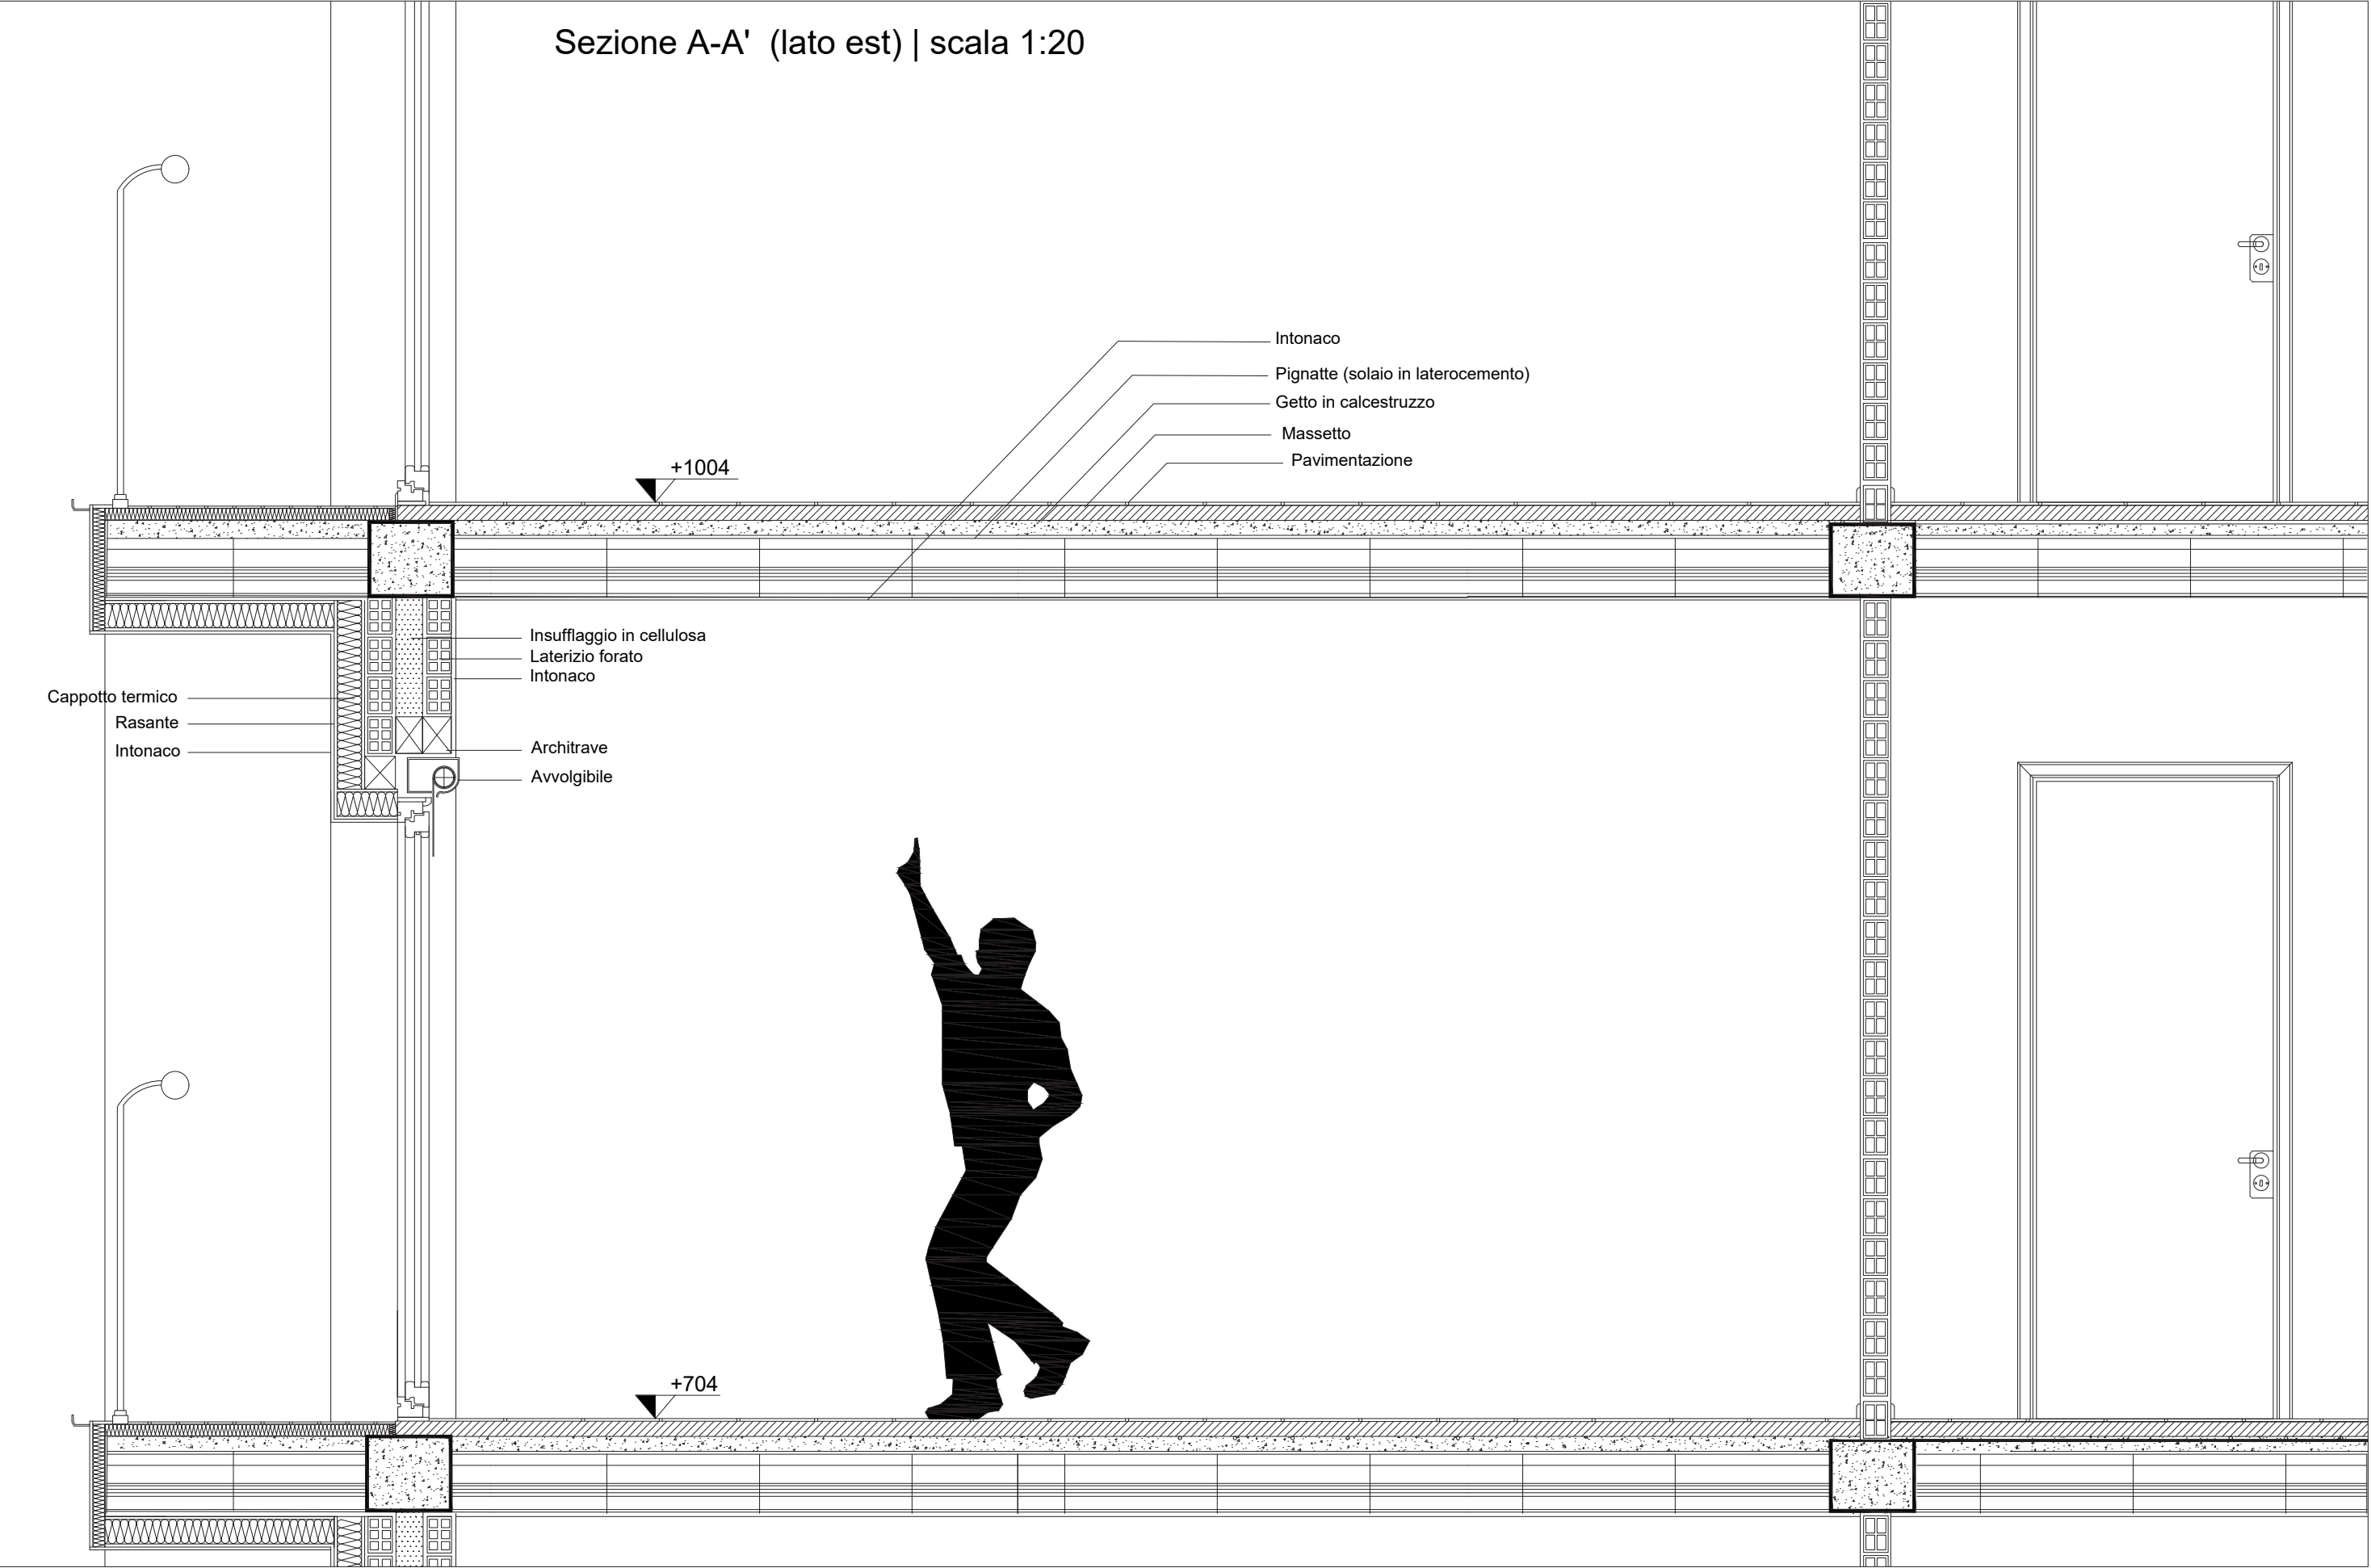 Sezione A-A'  (lato est) | scala 1:20
Intonaco
Pignatte (solaio in laterocemento)
Getto in calcestruzzo
Massetto
Pavimentazione
+1004
Insufflaggio in cellulosa
Laterizio forato
Intonaco
Cappotto termico
Rasante
Intonaco
Architrave
Avvolgibile
+704